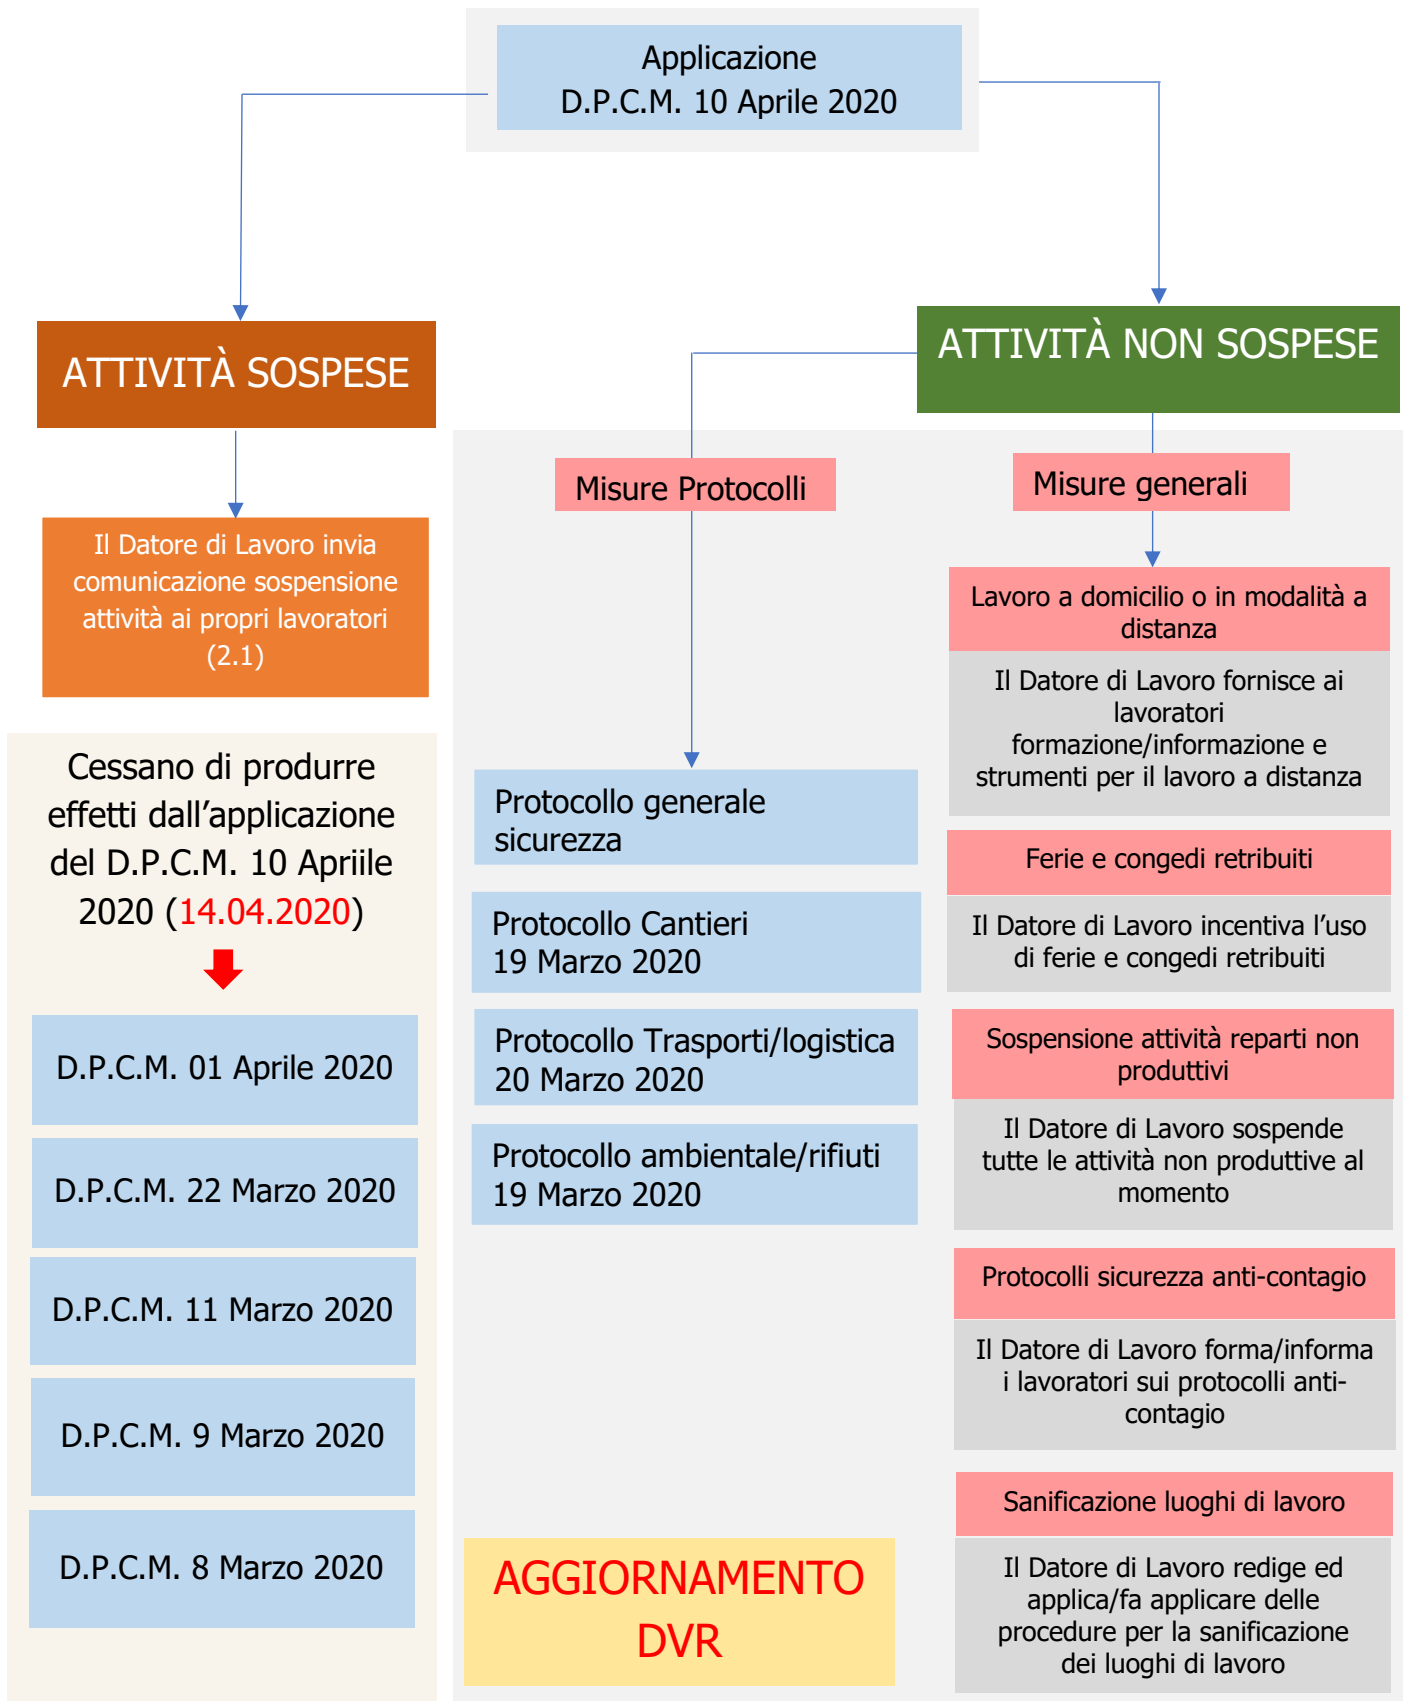 Applicazione
D.P.C.M. 10 Aprile 2020
ATTIVITÀ SOSPESE
Il Datore di Lavoro invia
comunicazione sospensione
attività ai propri lavoratori
(2.1)
Cessano di produrre
effetti dall’applicazione
del D.P.C.M. 10 Apriile
2020 (14.04.2020)
D.P.C.M. 01 Aprile 2020
D.P.C.M. 22 Marzo 2020
D.P.C.M. 11 Marzo 2020
D.P.C.M. 9 Marzo 2020
D.P.C.M. 8 Marzo 2020
ATTIVITÀ NON SOSPESE
Misure Protocolli
Protocollo generale
sicurezza
Protocollo Cantieri
19 Marzo 2020
Protocollo Trasporti/logistica
20 Marzo 2020
Protocollo ambientale/rifiuti
19 Marzo 2020
AGGIORNAMENTO
DVR
Misure generali
Lavoro a domicilio o in modalità a
distanza
Il Datore di Lavoro fornisce ai
lavoratori
formazione/informazione e
strumenti per il lavoro a distanza
Ferie e congedi retribuiti
Il Datore di Lavoro incentiva l’uso
di ferie e congedi retribuiti
Sospensione attività reparti non
produttivi
Il Datore di Lavoro sospende
tutte le attività non produttive al
momento
Protocolli sicurezza anti-contagio
Il Datore di Lavoro forma/informa
i lavoratori sui protocolli anti-
contagio
Sanificazione luoghi di lavoro
Il Datore di Lavoro redige ed
applica/fa applicare delle
procedure per la sanificazione
dei luoghi di lavoro